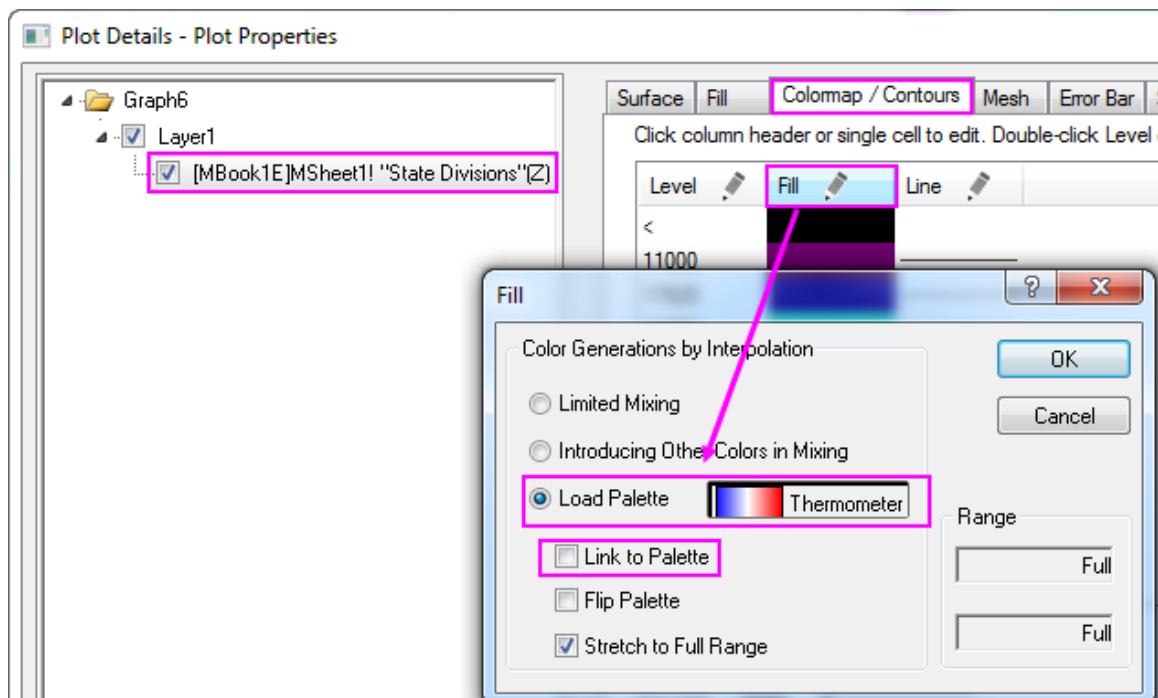 Plot Details - Plot Properties
Graph6
Layer1
[MBook1E]MSheet1! "State Divisions"(Z)
Surface Fill Colormap / Contours Mesh Error Bar
Click column header or single cell to edit. Double-click Level
Level Fill Line
<
11000
Fill
Color Generations by Interpolation
OK
Cancel
Limited Mixing
Introducing Other Colors in Mixing
Load Palette Thermometer
Range
Link to Palette Full
Flip Palette
Full
Stretch to Full Range